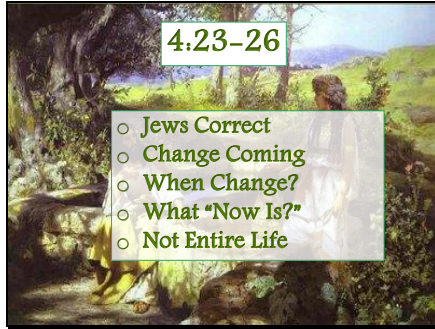 4:23-26
o Jews Correct
o Change Coming
o When Change?
o What “Now Is?”
o Not Entire Life